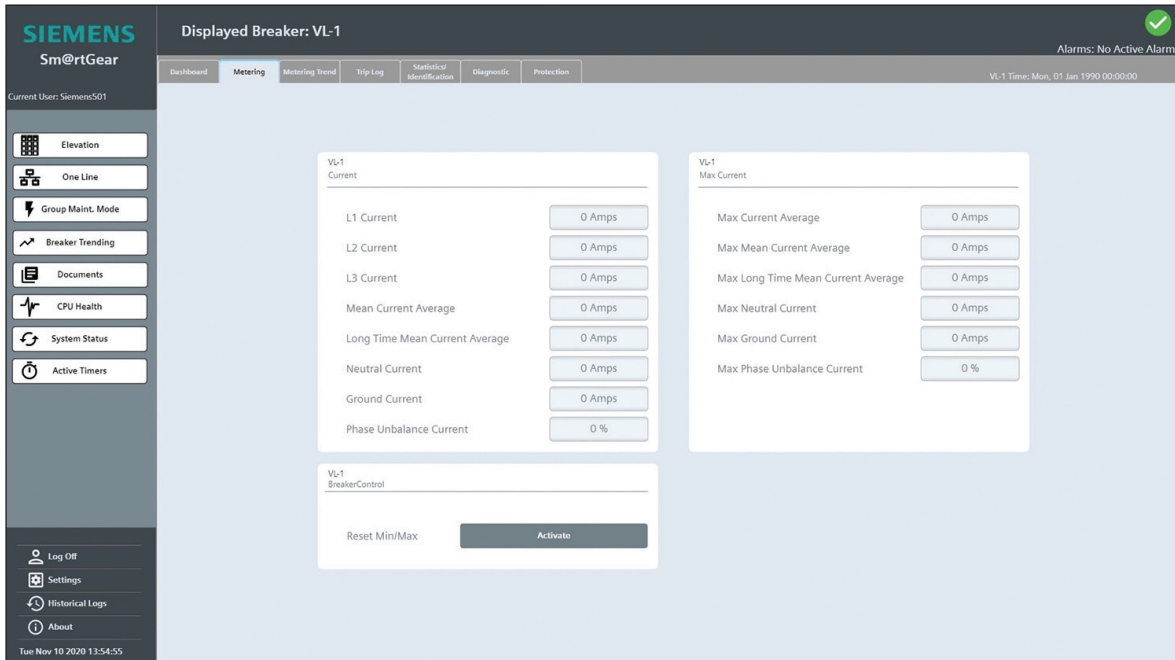 SIEMENS
Sm@rtGear
Current User: Siemens501
Elevation
One Line
Group Maint. Mode
Breaker Trending
Documents
CPU Health
System Status
Active Timers
Log Off
Settings
Historical Logs
About
Tue Nov 10 2020 13:54:55
Displayed Breaker: VL-1
Alarms: No Active Alarm
Dashboard
Metering
Metering Trend
Trip Log
Statistics/
Identification
Diagnostic
Protection
VL-1 Time: Mon, 01 Jan 1990 00:00:00
VL-1
Current
L1 Current 0 Amps
L2 Current 0 Amps
L3 Current 0 Amps
Mean Current Average 0 Amps
Long Time Mean Current Average 0 Amps
Neutral Current 0 Amps
Ground Current 0 Amps
Phase Unbalance Current 0 %
VL-1
Max Current
Max Current Average 0 Amps
Max Mean Current Average 0 Amps
Max Long Time Mean Current Average 0 Amps
Max Neutral Current 0 Amps
Max Ground Current 0 Amps
Max Phase Unbalance Current 0 %
VL-1
BreakerControl
Reset Min/Max Activate